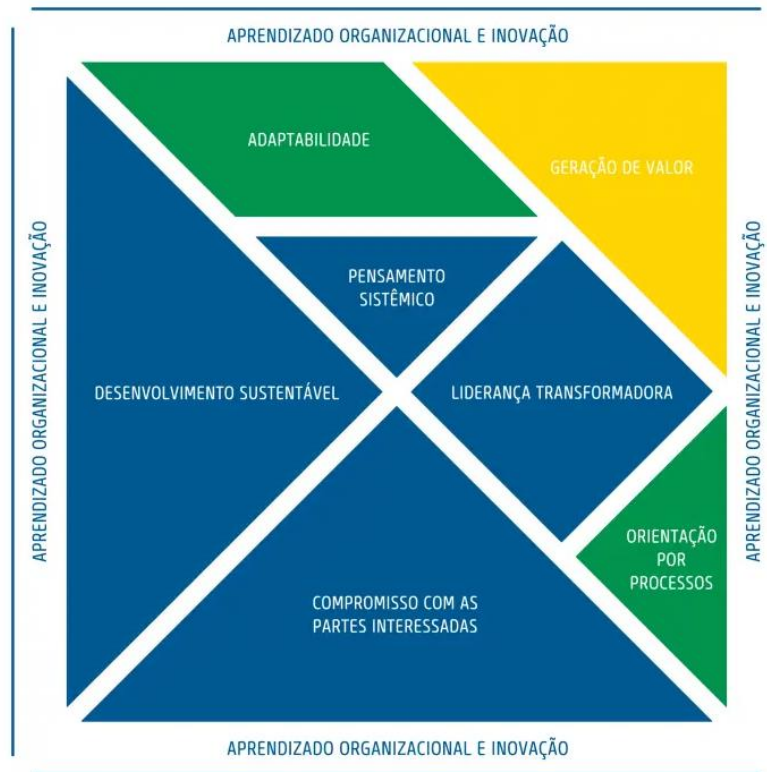 APRENDIZADO ORGANIZACIONAL E INOVAÇÃO
ADAPTABILIDADE
GERAÇÃO DE VALOR
PENSAMENTO
SISTÊMICO
APRENDIZADO ORGANIZACIONAL E INOVAÇÃO
DESENVOLVIMENTO SUSTENTÁVEL
LIDERANÇA TRANSFORMADORA
APRENDIZADO ORGANIZACIONAL E INOVAÇÃO
ORIENTAÇÃO
POR
PROCESSOS
COMPROMISSO COM AS
PARTES INTERESSADAS
APRENDIZADO ORGANIZACIONAL E INOVAÇÃO